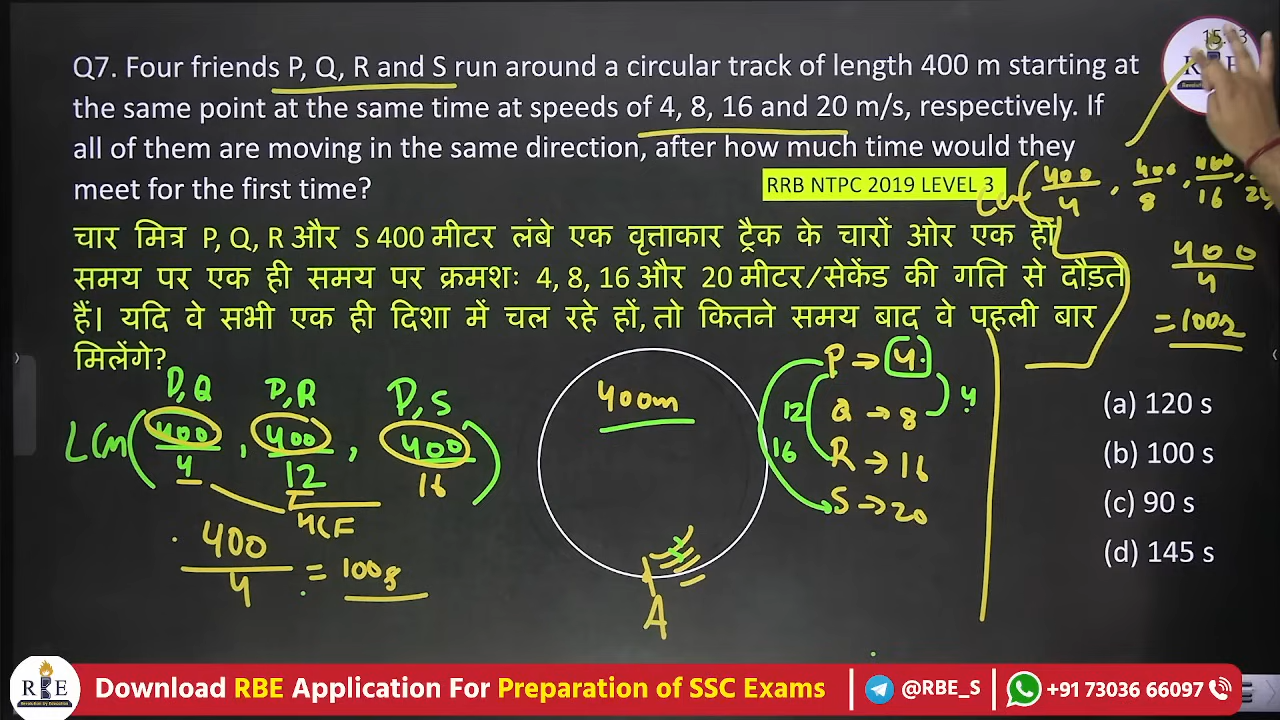 Q7. Four friends P, Q, R and S run around a circular track of length 400 m starting at
the same point at the same time at speeds of 4, 8, 16 and 20 m/s, respectively. If
all of them are moving in the same direction, after how much time would they
meet for the first time?
RRB NTPC 2019 LEVEL 3
चार मित्र P, Q, R और S 400 मीटर लंबे एक वृत्ताकार ट्रैक के चारों ओर एक ही
समय पर एक ही समय पर क्रमशः 4, 8, 16 और 20 मीटर/सेकेंड की गति से दौड़ते
हैं। यदि वे सभी एक ही दिशा में चल रहे हों, तो कितने समय बाद वे पहली बार
मिलेंगे?
P,Q P,R P,S
LCM(400/4, 400/12, 400/16)
HCF
400/4 = 100s
400m
A
P → 4
Q → 8
R → 16
S → 20
4
12
16
400/4, 400/8, 400/16,
400/4
= 100s
(a) 120 s
(b) 100 s
(c) 90 s
(d) 145 s
RBE
Revolution By Education
Download RBE Application For Preparation of SSC Exams
@RBE_S
+91 73036 66097